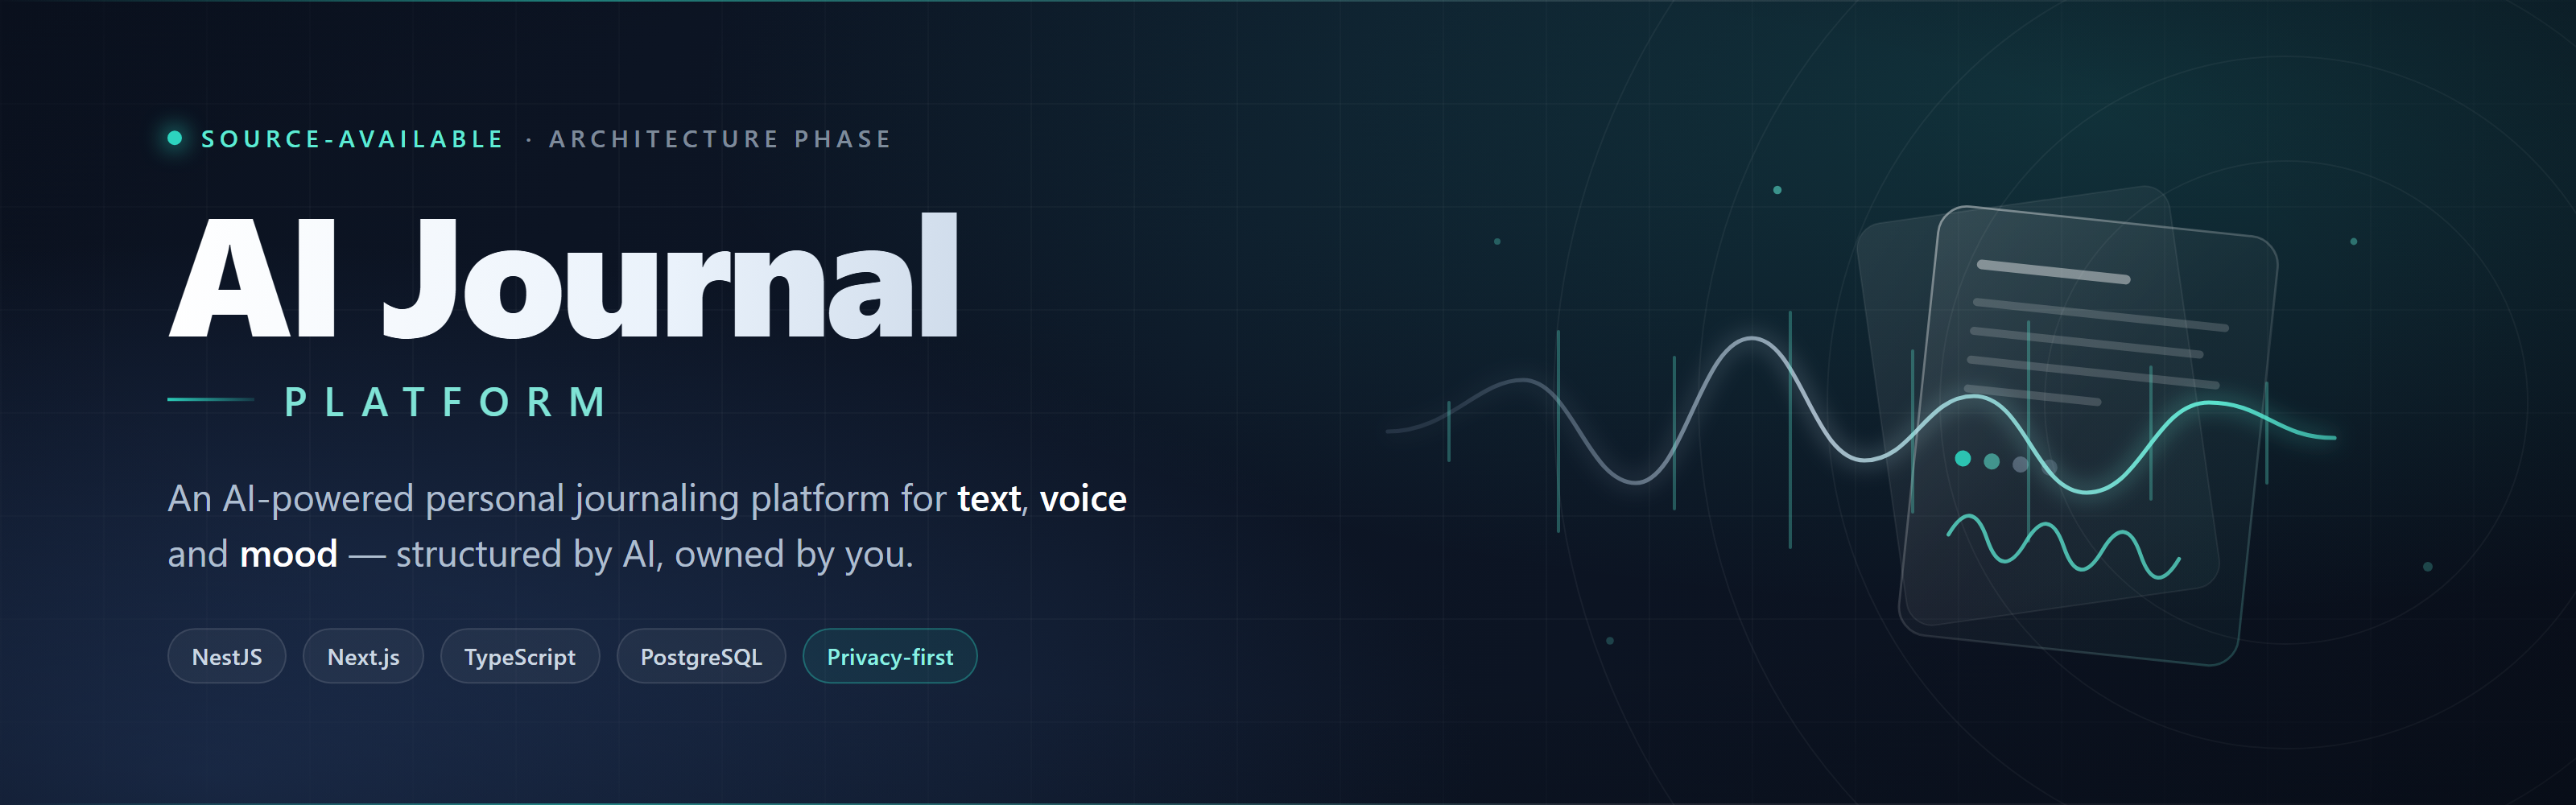 SOURCE-AVAILABLE · ARCHITECTURE PHASE
AI Journal
PLATFORM
An AI-powered personal journaling platform for text, voice
and mood — structured by AI, owned by you.
NestJS Next.js TypeScript PostgreSQL Privacy-first